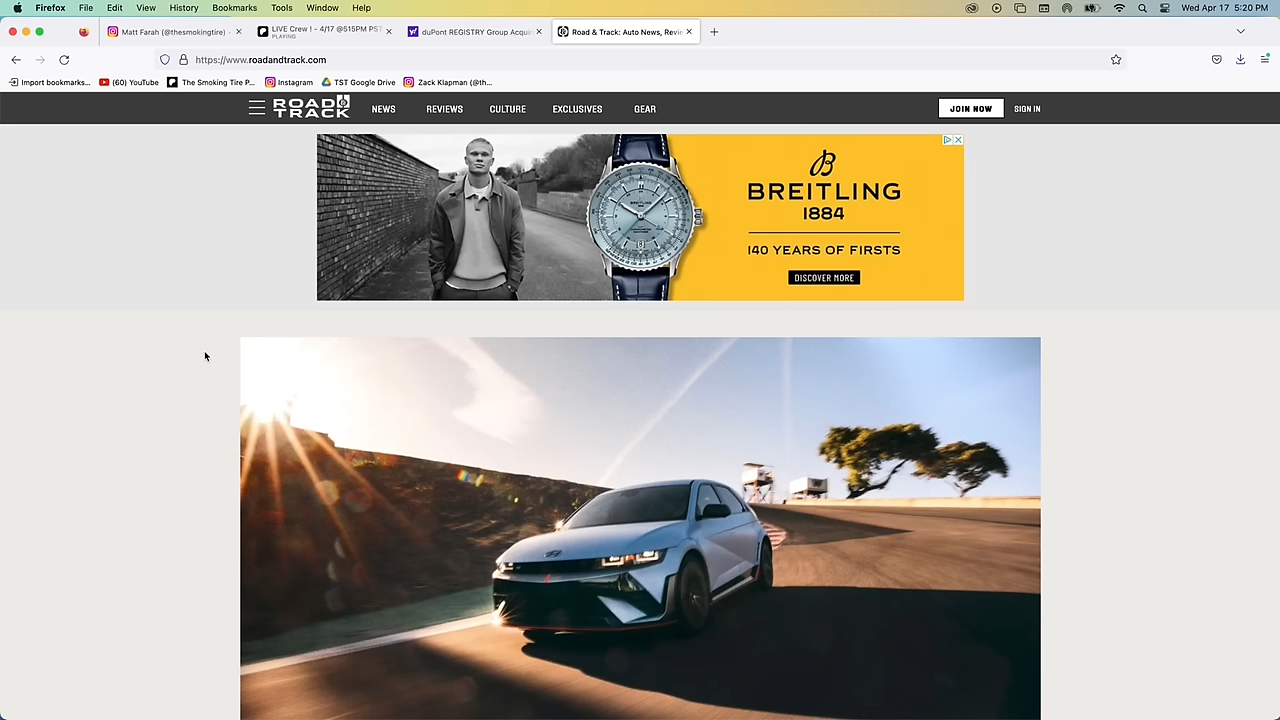 Firefox File Edit View History Bookmarks Tools Window Help Wed Apr 17 5:20 PM
Matt Farah (@thesmokingtire) - LIVE Crew ! - 4/17 @515PM PST duPont REGISTRY Group Acquir Road & Track: Auto News, Revie
PLAYING
https://www.roadandtrack.com
Import bookmarks... (60) YouTube The Smoking Tire P... Instagram TST Google Drive Zack Klapman (@th...
ROAD & TRACK NEWS REVIEWS CULTURE EXCLUSIVES GEAR JOIN NOW SIGN IN
BREITLING
1884
140 YEARS OF FIRSTS
DISCOVER MORE